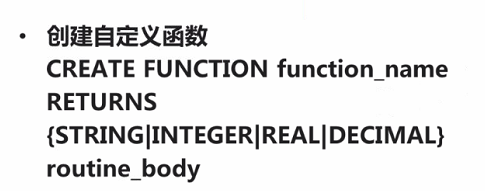 • 创建自定义函数
CREATE FUNCTION function_name
RETURNS
{STRING|INTEGER|REAL|DECIMAL}
routine_body